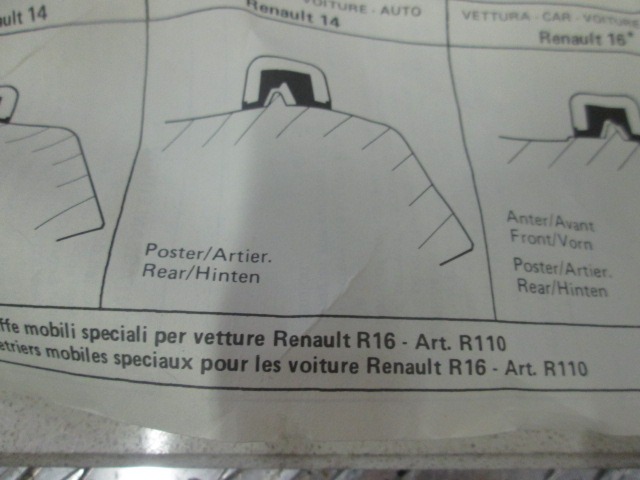 ult 14
VOITURE - AUTO
Renault 14
VETTURA - CAR - VOITURE
Renault 16*
Poster/Artier.
Rear/Hinten
Anter/Avant
Front/Vorn
Poster/Artier.
Rear/Hinten
ffe mobili speciali per vetture Renault R16 - Art. R110
etriers mobiles speciaux pour les voiture Renault R16 - Art. R110